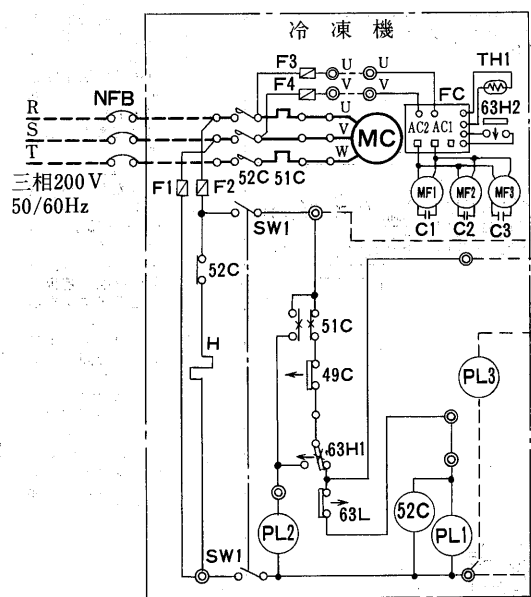 冷凍機
F3 U U
F4 V V
TH1
FC
63H2
R NFB U
S V MC AC2 AC1
T W
三相200V
50/60Hz
F1 F2 52C 51C
MF1 MF2 MF3
C1 C2 C3
SW1
52C
51C
H
49C
PL3
63H1
63L
52C
PL2 PL1
SW1